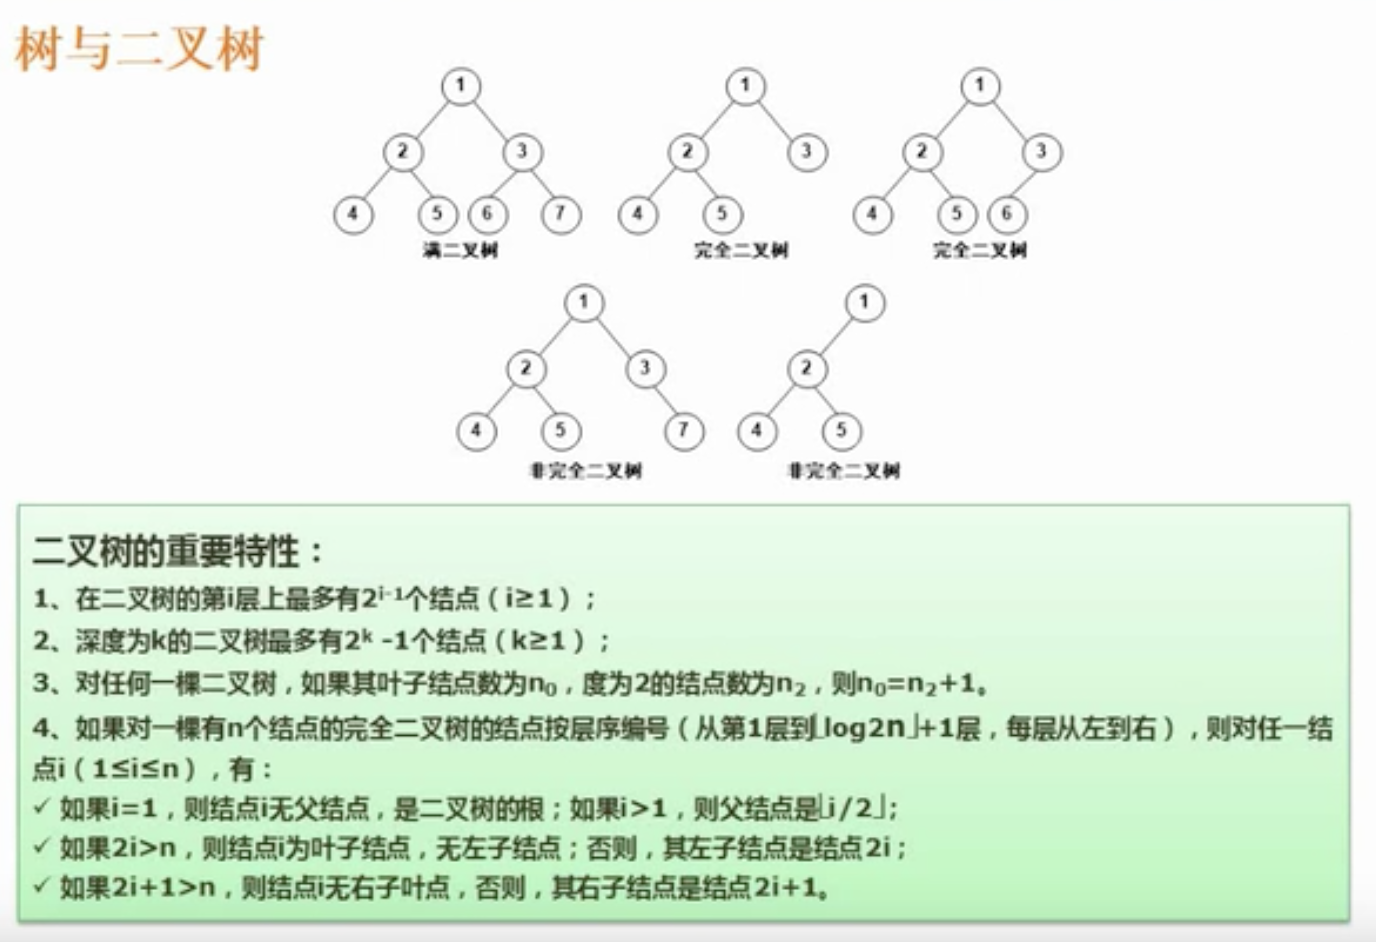 树与二叉树
1 1 1
2 3 2 3 2 3
4 5 6 7 4 5 4 5 6
满二叉树 完全二叉树 完全二叉树
1 1
2 3 2
4 5 7 4 5
非完全二叉树 非完全二叉树
二叉树的重要特性：
1、在二叉树的第i层上最多有2ⁱ⁻¹个结点（i≥1）；
2、深度为k的二叉树最多有2ᵏ -1个结点（k≥1）；
3、对任何一棵二叉树，如果其叶子结点数为n₀，度为2的结点数为n₂，则n₀=n₂+1。
4、如果对一棵有n个结点的完全二叉树的结点按层序编号（从第1层到⌊log2n⌋+1层，每层从左到右），则对任一结
点i（1≤i≤n），有：
✓ 如果i=1，则结点i无父结点，是二叉树的根；如果i>1，则父结点是⌊i/2⌋；
✓ 如果2i>n，则结点i为叶子结点，无左子结点；否则，其左子结点是结点2i；
✓ 如果2i+1>n，则结点i无右子叶点，否则，其右子结点是结点2i+1。